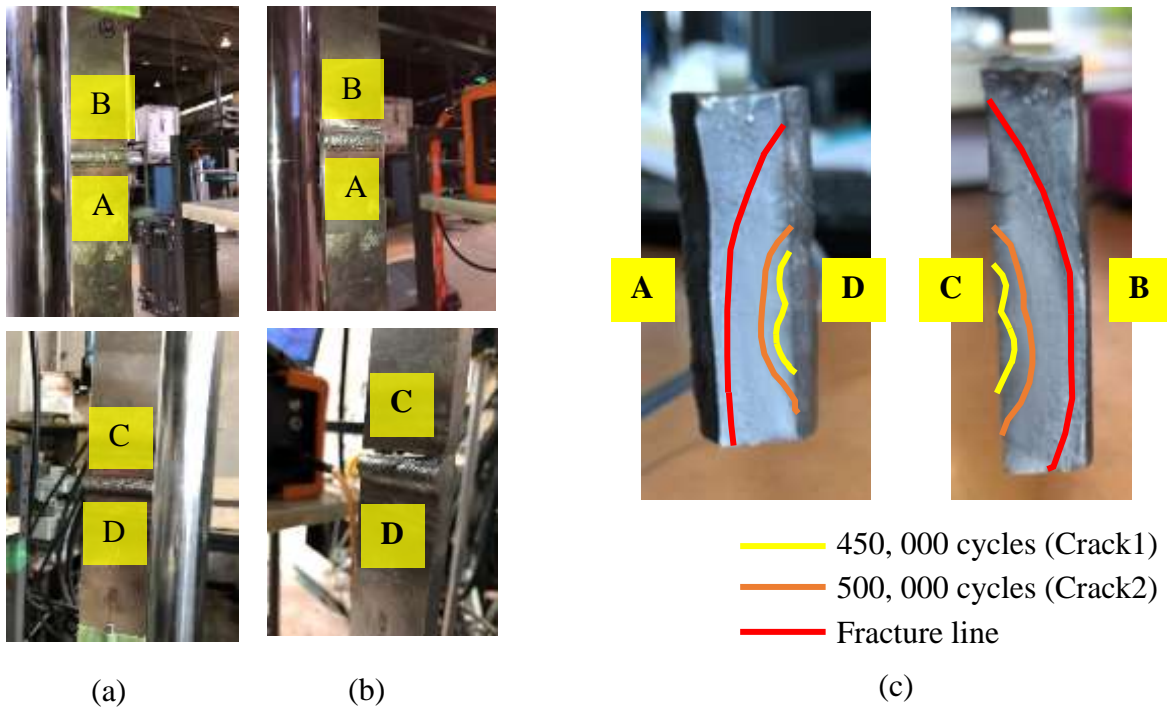 B
A
B
A
C
D
C
D
A
D
C
B
450, 000 cycles (Crack1)
500, 000 cycles (Crack2)
Fracture line
(a)
(b)
(c)